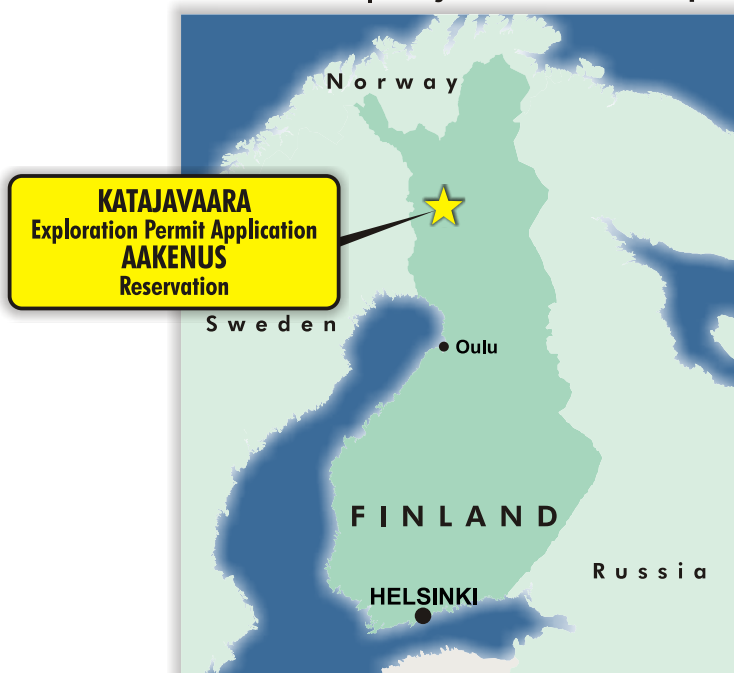 Norway
KATAJAVAARA
Exploration Permit Application
AAKENUS
Reservation
Sweden
Oulu
FINLAND
Russia
HELSINKI